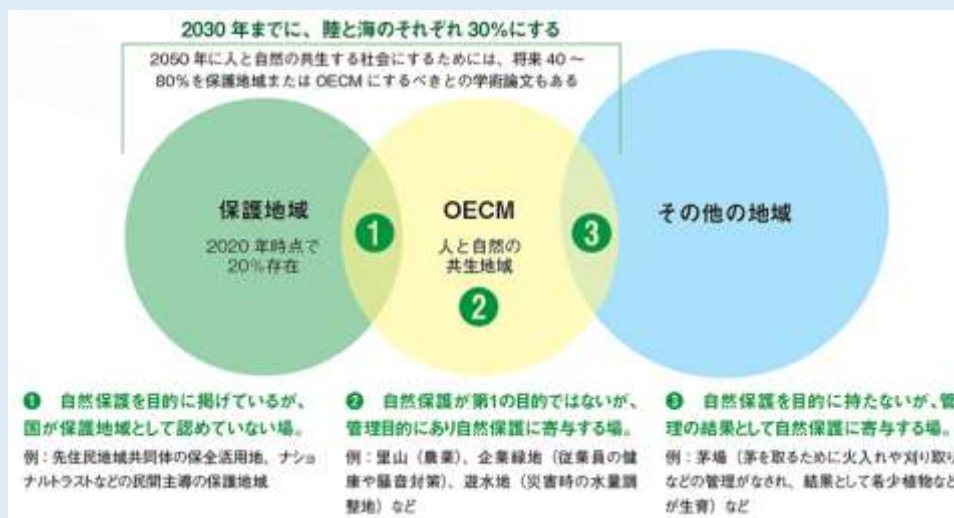 2030年までに、陸と海のそれぞれ30%にする
2050年に人と自然の共生する社会にするためには、将来40～
80%を保護地域またはOECMにするべきとの学術論文もある
保護地域
2020年時点で
20%存在
❶
OECM
人と自然の
共生地域
❷
❸
その他の地域
❶ 自然保護を目的に掲げているが、
国が保護地域として認めていない場。
例：先住民地域共同体の保全活用地、ナショ
ナルトラストなどの民間主導の保護地域
❷ 自然保護が第1の目的ではないが、
管理目的にあり自然保護に寄与する場。
例：里山（農業）、企業緑地（従業員の健
康や騒音対策）、遊水地（災害時の水量調
整地）など
❸ 自然保護を目的に持たないが、管
理の結果として自然保護に寄与する場。
例：茅場（茅を取るために火入れや刈り取り
などの管理がなされ、結果として希少植物など
が生育）など